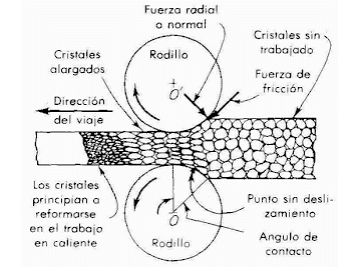 Fuerza radial
o normal
Cristales sin
trabajado
Cristales
alargados
Rodillo
Fuerza de
fricción
+
O'
Dirección
del viaje
Los cristales
principian a
reformarse
en el trabajo
en caliente
O
Rodillo
Punto sin desli-
zamiento
Angulo de
contacto